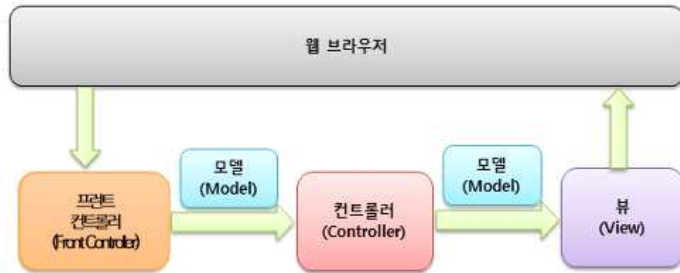 웹 브라우저
모델
(Model)
모델
(Model)
프런트
컨트롤러
(Front Controller)
컨트롤러
(Controller)
뷰
(View)